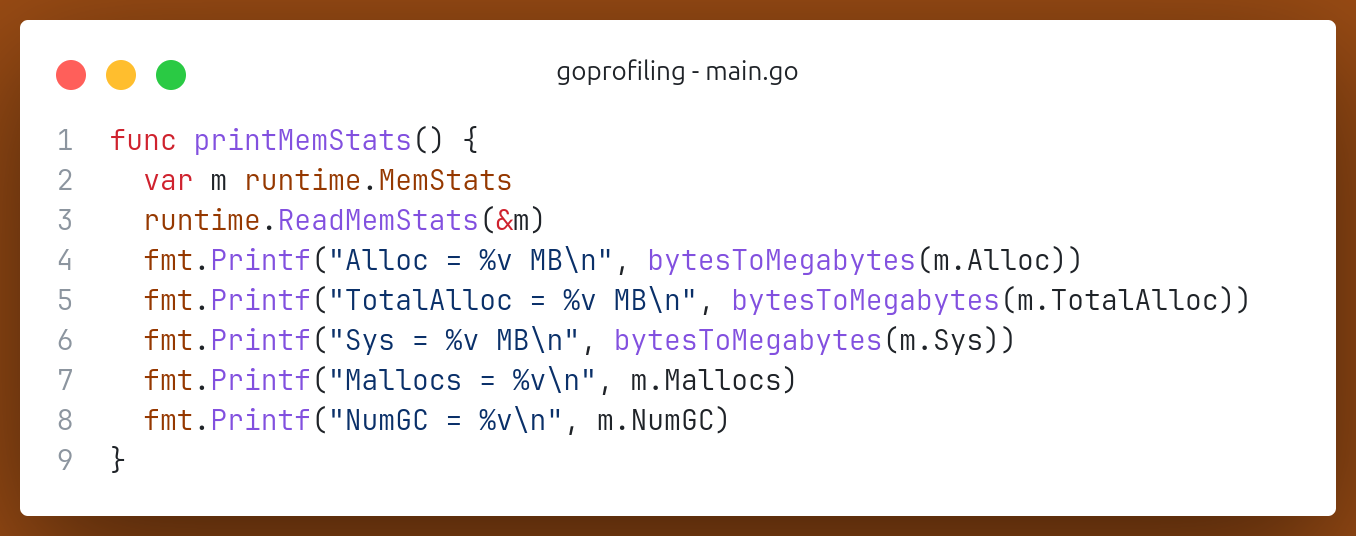 goprofiling - main.go
1 func printMemStats() {
2   var m runtime.MemStats
3   runtime.ReadMemStats(&m)
4   fmt.Printf("Alloc = %v MB\n", bytesToMegabytes(m.Alloc))
5   fmt.Printf("TotalAlloc = %v MB\n", bytesToMegabytes(m.TotalAlloc))
6   fmt.Printf("Sys = %v MB\n", bytesToMegabytes(m.Sys))
7   fmt.Printf("Mallocs = %v\n", m.Mallocs)
8   fmt.Printf("NumGC = %v\n", m.NumGC)
9 }